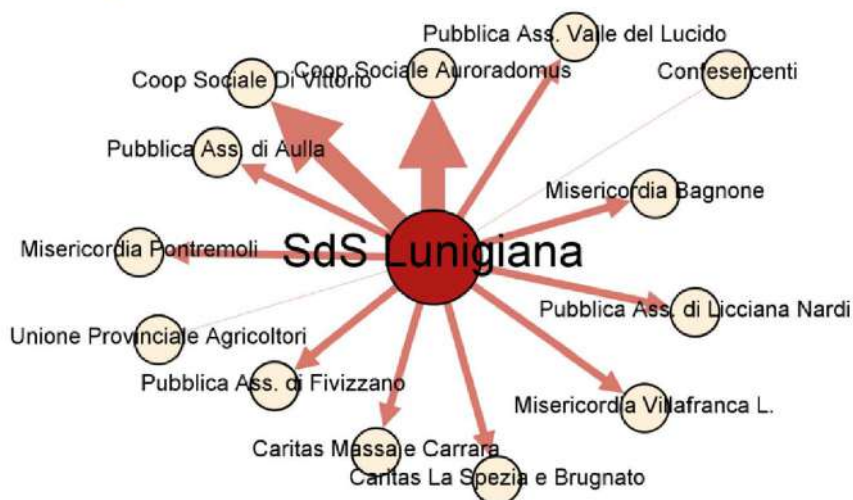 Pubblica Ass. Valle del Lucido
Coop Sociale Di Vittorio
Coop Sociale Auroradomus
Confesercenti
Pubblica Ass. di Aulla
Misericordia Bagnone
Misericordia Pontremoli
SdS Lunigiana
Pubblica Ass. di Licciana Nardi
Unione Provinciale Agricoltori
Pubblica Ass. di Fivizzano
Misericordia Villafranca L.
Caritas Massa e Carrara
Caritas La Spezia e Brugnato